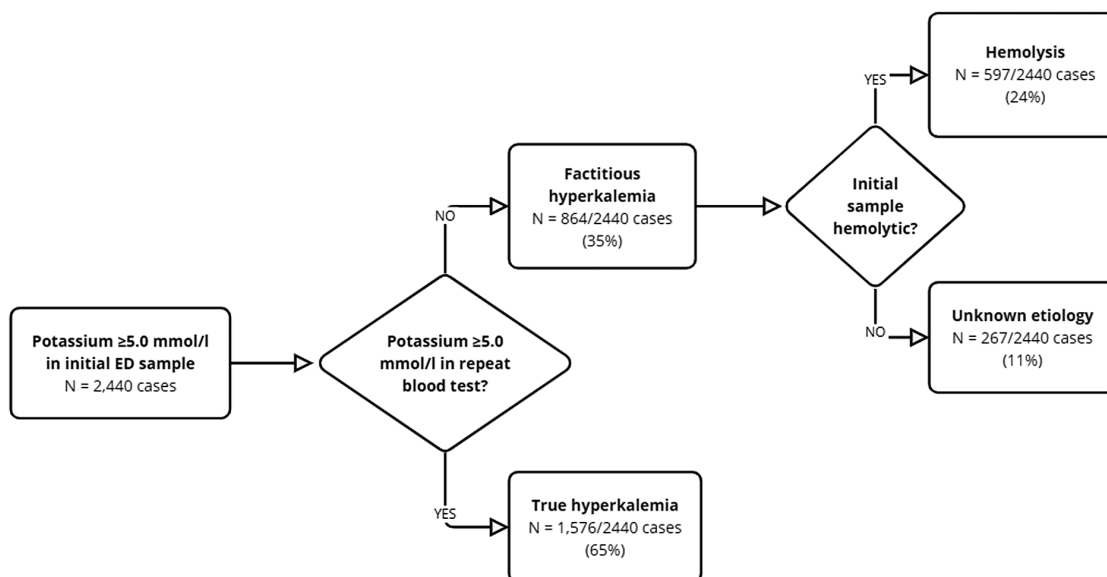 Potassium ≥5.0 mmol/l
in initial ED sample
N = 2,440 cases
Potassium ≥5.0
mmol/l in repeat
blood test?
NO
Factitious
hyperkalemia
N = 864/2440 cases
(35%)
YES
True hyperkalemia
N = 1,576/2440 cases
(65%)
Initial
sample
hemolytic?
YES
Hemolysis
N = 597/2440 cases
(24%)
NO
Unknown etiology
N = 267/2440 cases
(11%)